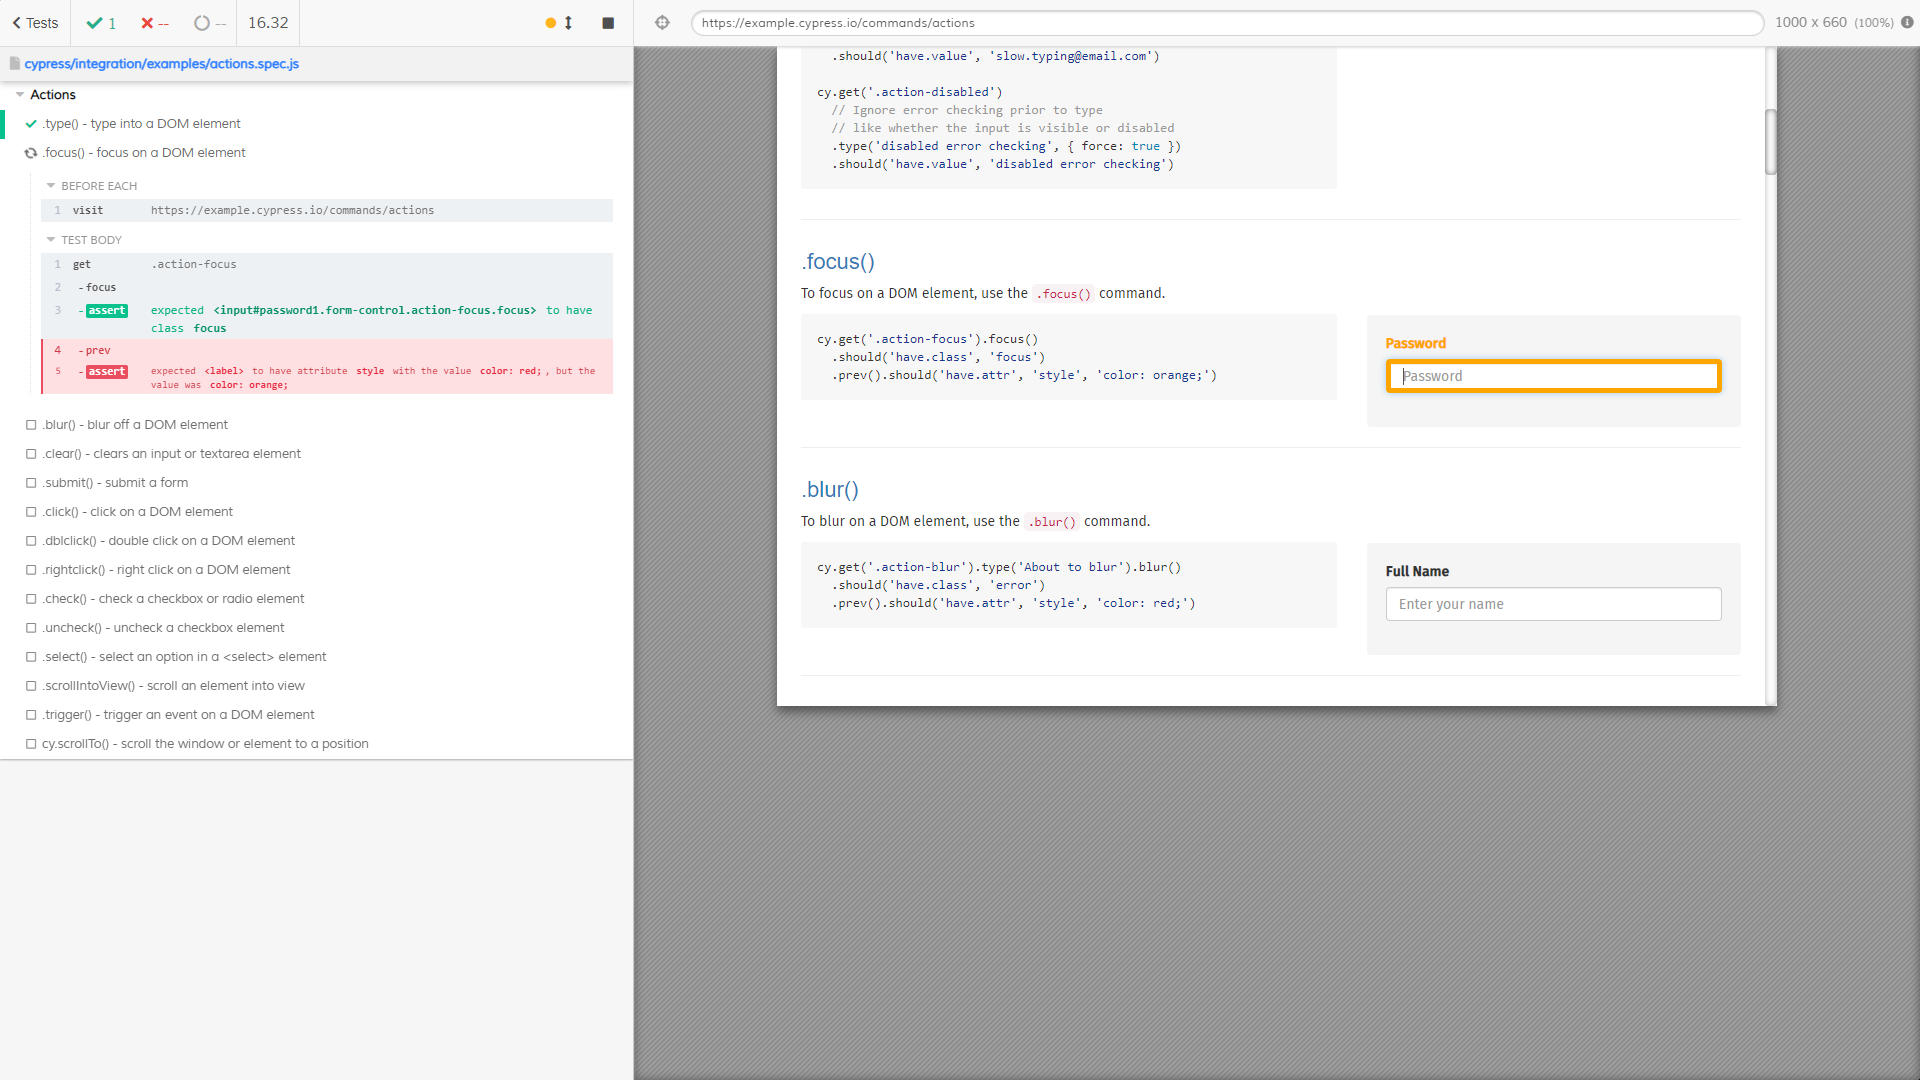 Tests
1
--
--
16.32
cypress/integration/examples/actions.spec.js
Actions
.type() - type into a DOM element
.focus() - focus on a DOM element
BEFORE EACH
1 visit https://example.cypress.io/commands/actions
TEST BODY
1 get .action-focus
2 - focus
3 - assert expected <input#password1.form-control.action-focus.focus> to have
class focus
4 - prev
5 - assert expected <label> to have attribute style with the value color: red; , but the
value was color: orange;
.blur() - blur off a DOM element
.clear() - clears an input or textarea element
.submit() - submit a form
.click() - click on a DOM element
.dblclick() - double click on a DOM element
.rightclick() - right click on a DOM element
.check() - check a checkbox or radio element
.uncheck() - uncheck a checkbox element
.select() - select an option in a <select> element
.scrollIntoView() - scroll an element into view
.trigger() - trigger an event on a DOM element
cy.scrollTo() - scroll the window or element to a position
https://example.cypress.io/commands/actions
1000 x 660 (100%)
.should('have.value', 'slow.typing@email.com')
cy.get('.action-disabled')
// Ignore error checking prior to type
// like whether the input is visible or disabled
.type('disabled error checking', { force: true })
.should('have.value', 'disabled error checking')
.focus()
To focus on a DOM element, use the .focus() command.
cy.get('.action-focus').focus()
.should('have.class', 'focus')
.prev().should('have.attr', 'style', 'color: orange;')
Password
Password
.blur()
To blur on a DOM element, use the .blur() command.
cy.get('.action-blur').type('About to blur').blur()
.should('have.class', 'error')
.prev().should('have.attr', 'style', 'color: red;')
Full Name
Enter your name